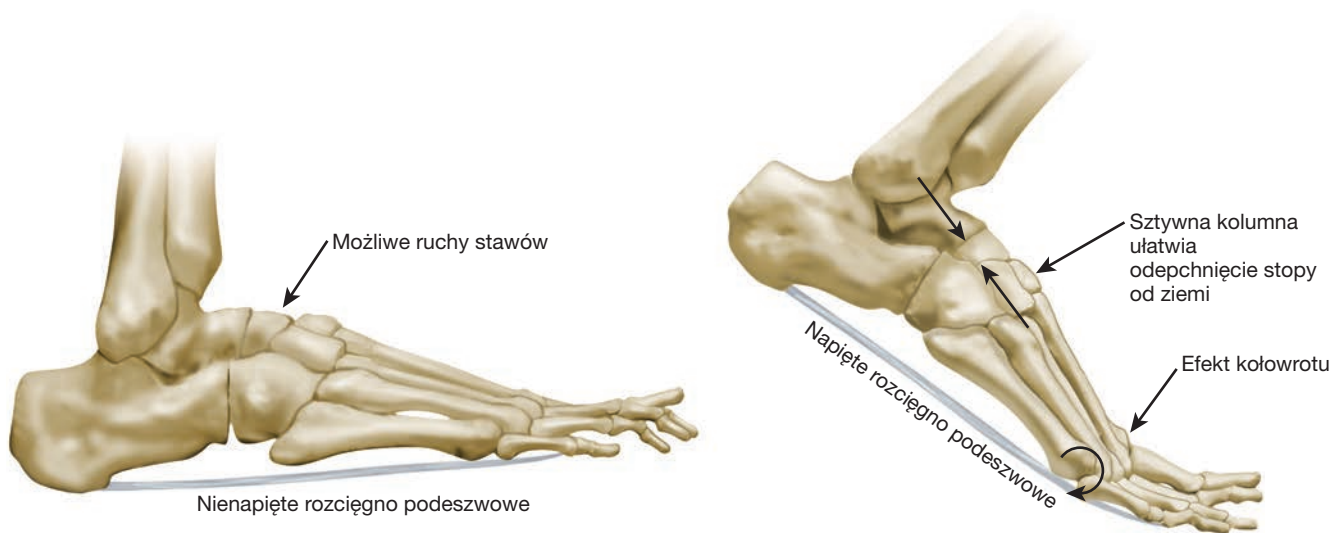 Możliwe ruchy stawów
Nienapięte rozcięgno podeszwowe
Sztywna kolumna
ułatwia
odepchnięcie stopy
od ziemi
Efekt kołowrotu
Napięte rozcięgno podeszwowe